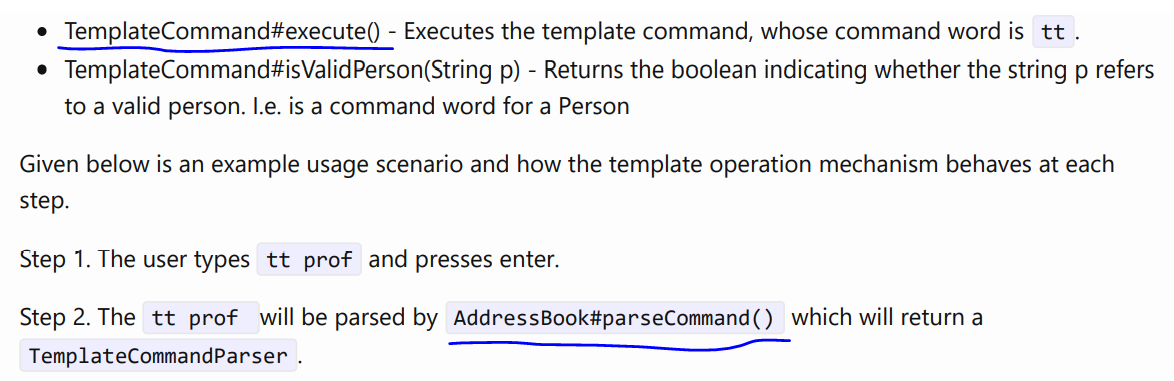 • TemplateCommand#execute() - Executes the template command, whose command word is tt .
• TemplateCommand#isValidPerson(String p) - Returns the boolean indicating whether the string p refers
to a valid person. I.e. is a command word for a Person
Given below is an example usage scenario and how the template operation mechanism behaves at each
step.
Step 1. The user types tt prof and presses enter.
Step 2. The tt prof will be parsed by AddressBook#parseCommand() which will return a
TemplateCommandParser .